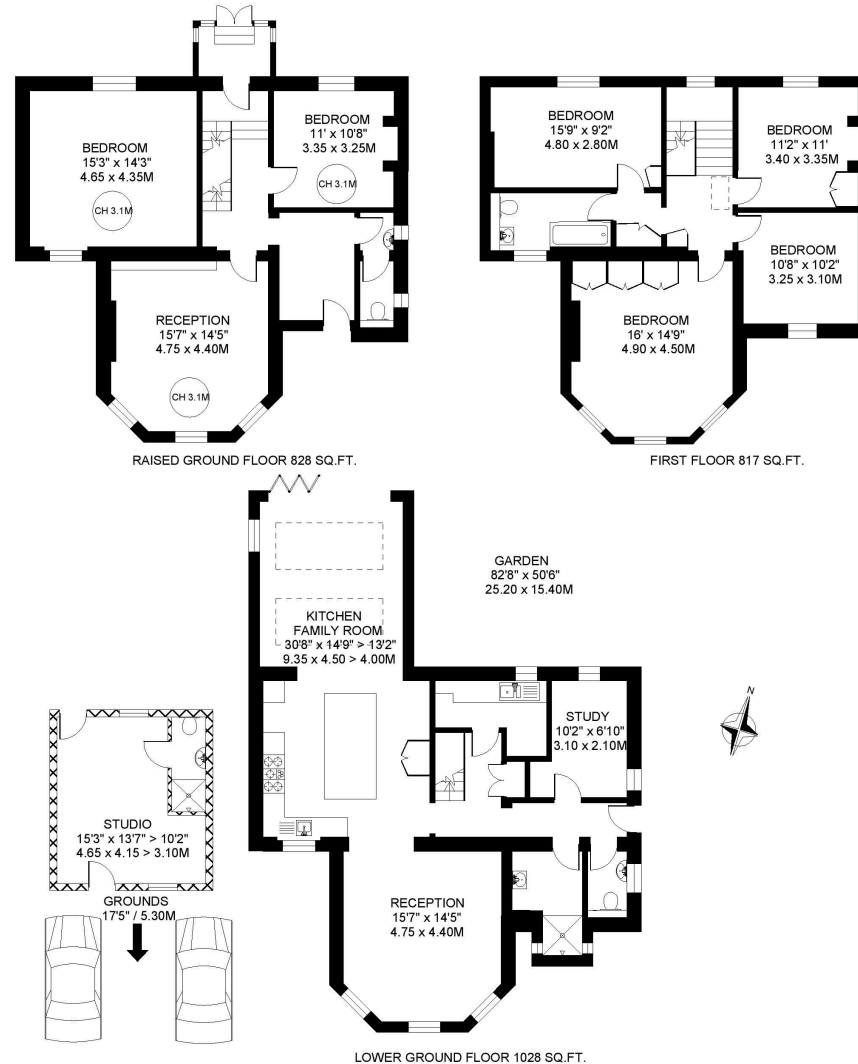 BEDROOM
15'3" x 14'3"
4.65 x 4.35M
CH 3.1M
BEDROOM
11' x 10'8"
3.35 x 3.25M
CH 3.1M
RECEPTION
15'7" x 14'5"
4.75 x 4.40M
CH 3.1M
RAISED GROUND FLOOR 828 SQ.FT.
BEDROOM
15'9" x 9'2"
4.80 x 2.80M
BEDROOM
11'2" x 11'
3.40 x 3.35M
BEDROOM
10'8" x 10'2"
3.25 x 3.10M
BEDROOM
16' x 14'9"
4.90 x 4.50M
FIRST FLOOR 817 SQ.FT.
GARDEN
82'8" x 50'6"
25.20 x 15.40M
KITCHEN
FAMILY ROOM
30'8" x 14'9" > 13'2"
9.35 x 4.50 > 4.00M
STUDY
10'2" x 6'10"
3.10 x 2.10M
N
STUDIO
15'3" x 13'7" > 10'2"
4.65 x 4.15 > 3.10M
GROUNDS
17'5" / 5.30M
RECEPTION
15'7" x 14'5"
4.75 x 4.40M
LOWER GROUND FLOOR 1028 SQ.FT.